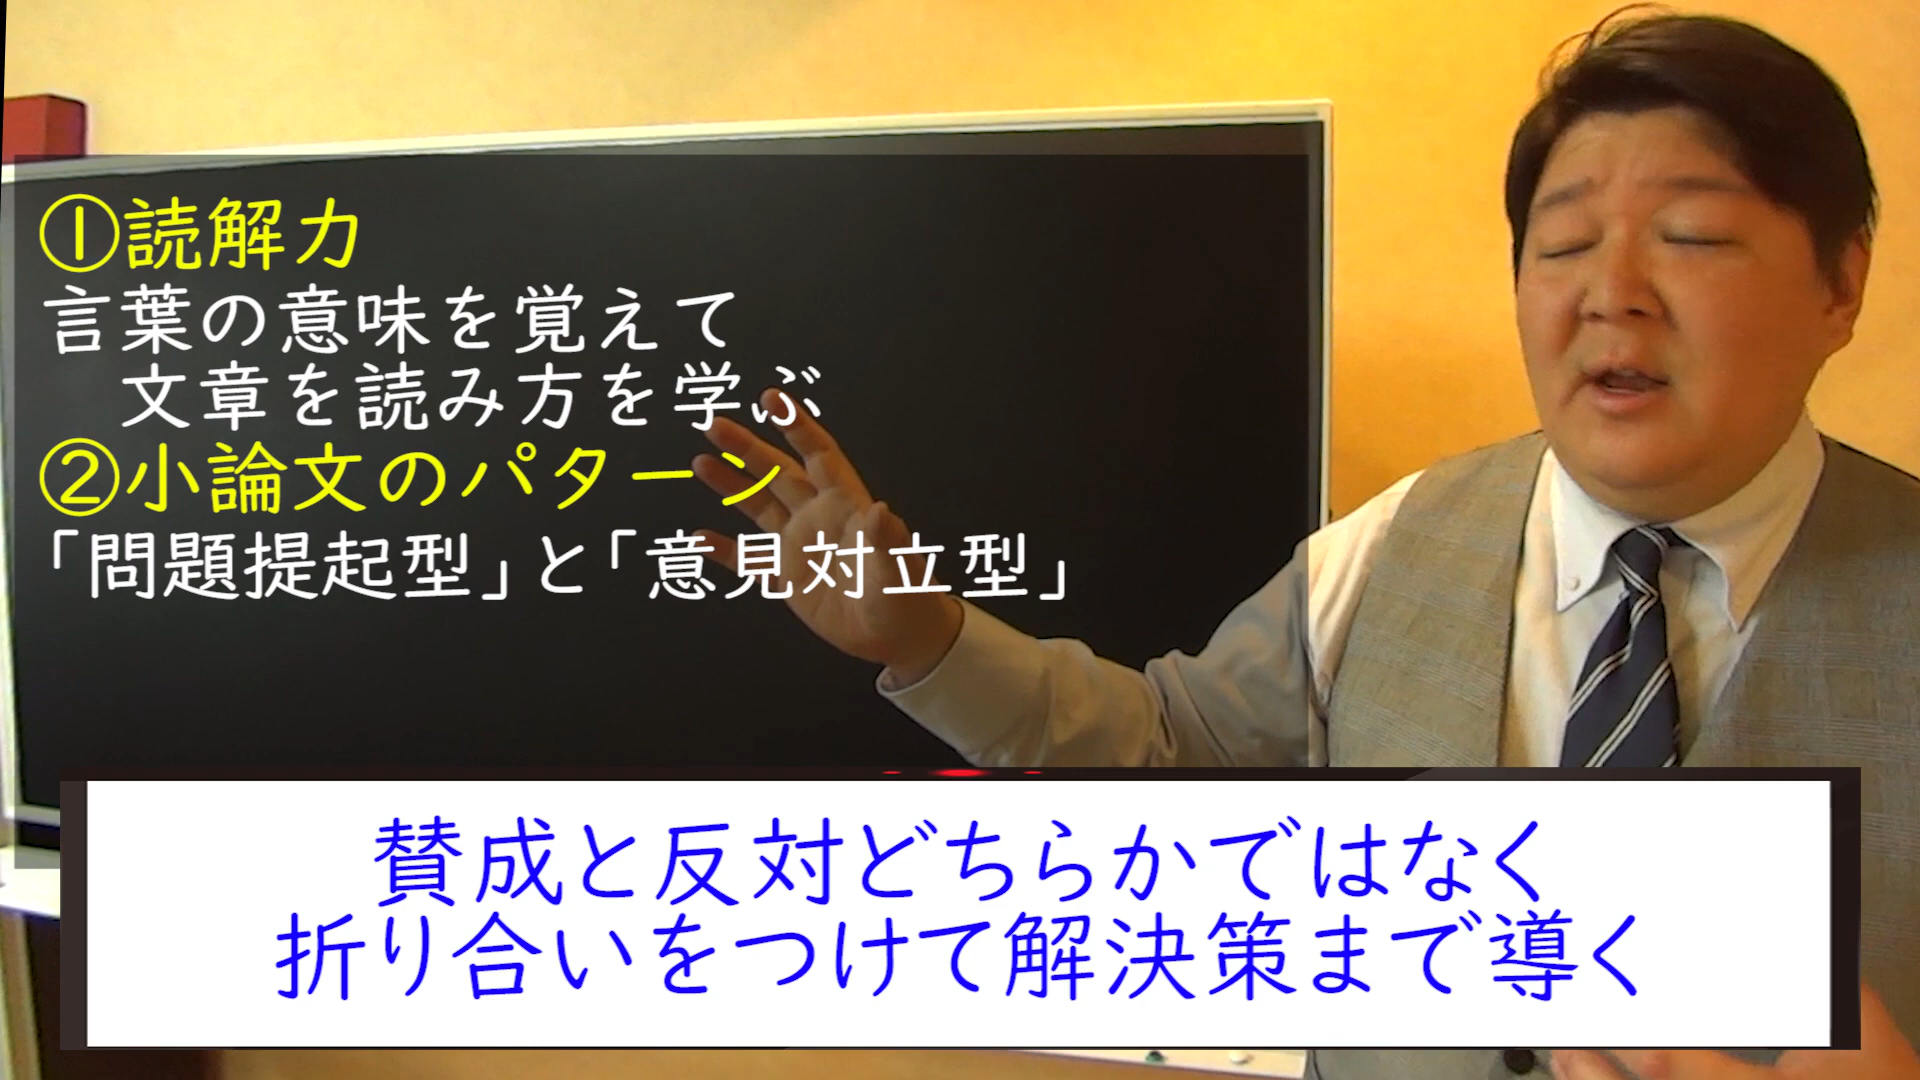 ①読解力
言葉の意味を覚えて
文章を読み方を学ぶ
②小論文のパターン
「問題提起型」と「意見対立型」
賛成と反対どちらかではなく
折り合いをつけて解決策まで導く